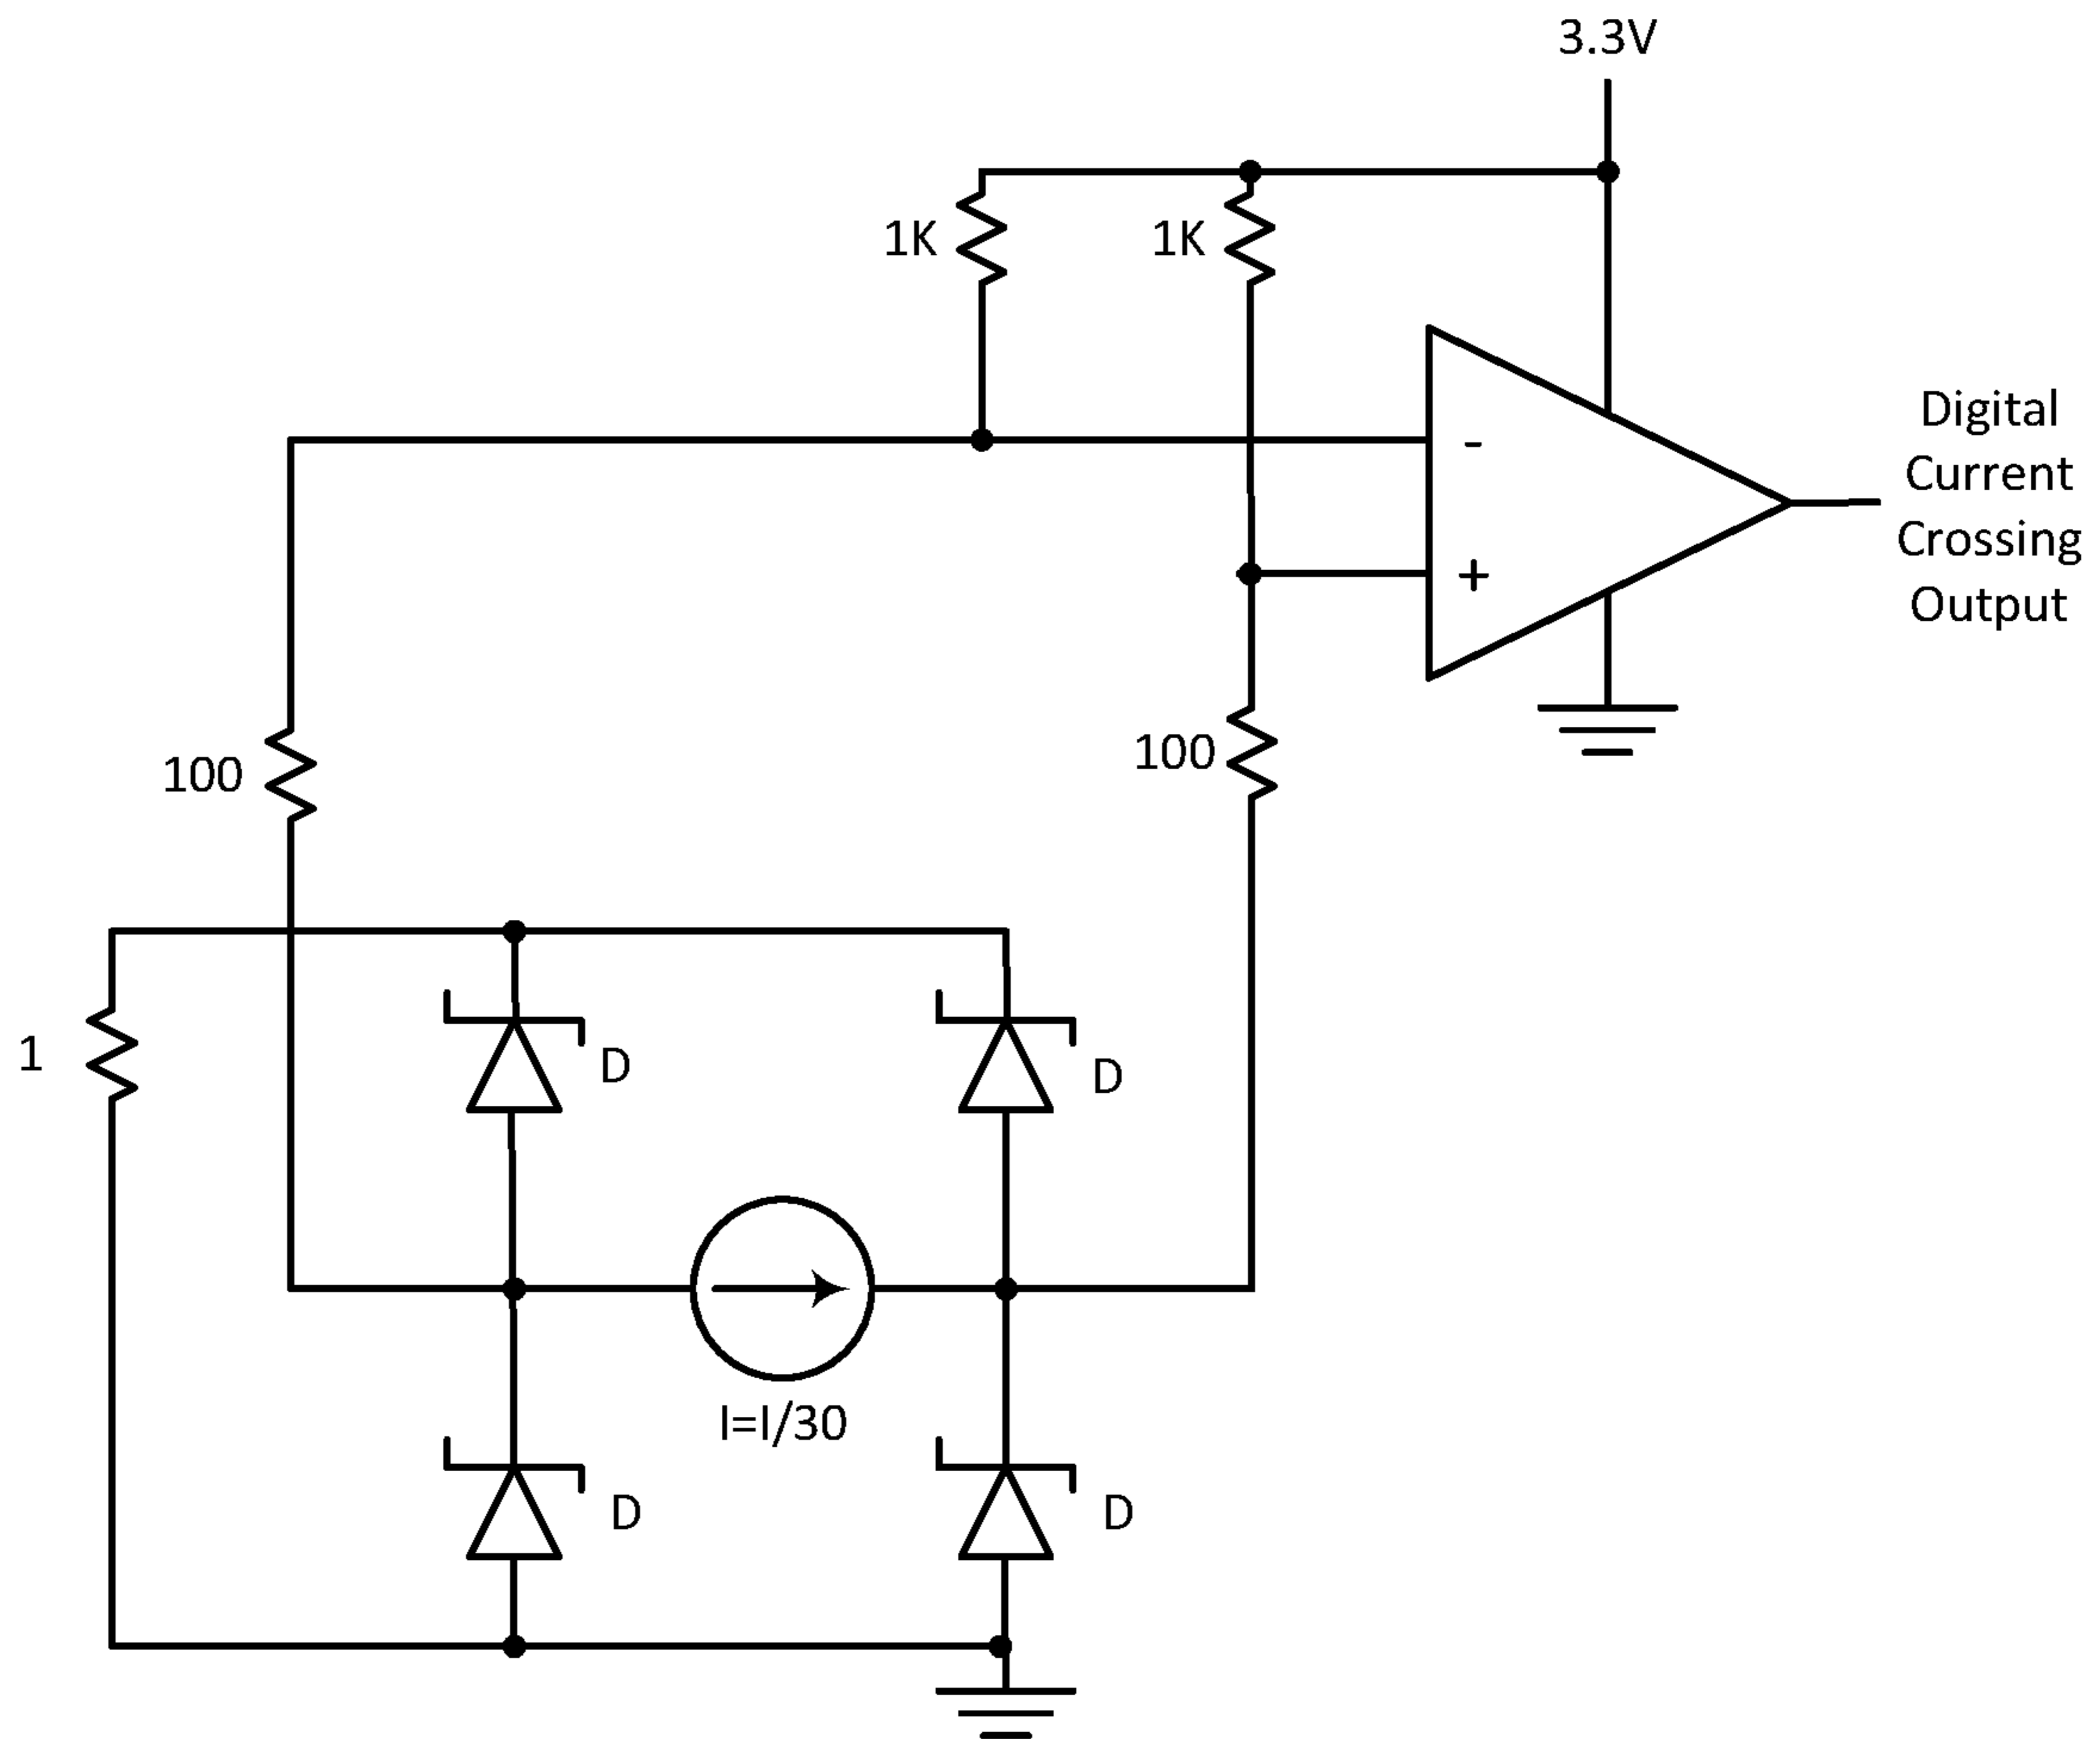 3.3V
1K
1K
-
+
Digital
Current
Crossing
Output
100
100
1
D
D
I=I/30
D
D